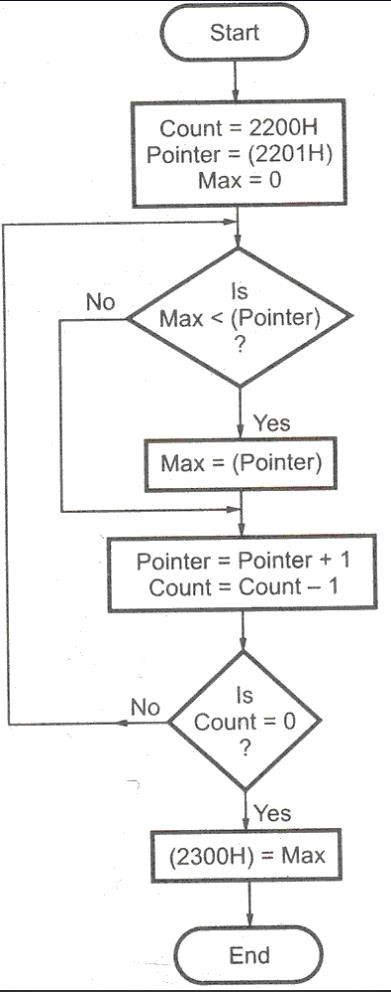 Start
Count = 2200H
Pointer = (2201H)
Max = 0
No
Is
Max < (Pointer)
?
Yes
Max = (Pointer)
Pointer = Pointer + 1
Count = Count – 1
No
Is
Count = 0
?
Yes
(2300H) = Max
End